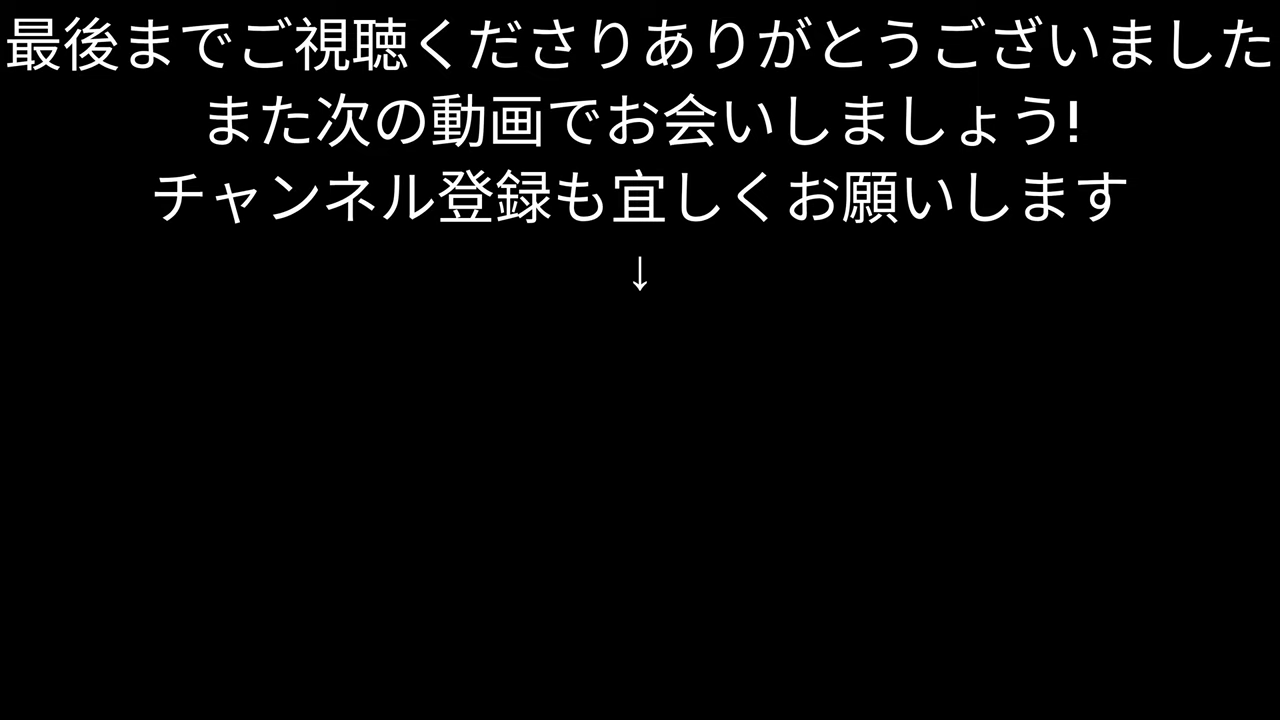 最後までご視聴くださりありがとうございました
また次の動画でお会いしましょう!
チャンネル登録も宜しくお願いします
↓